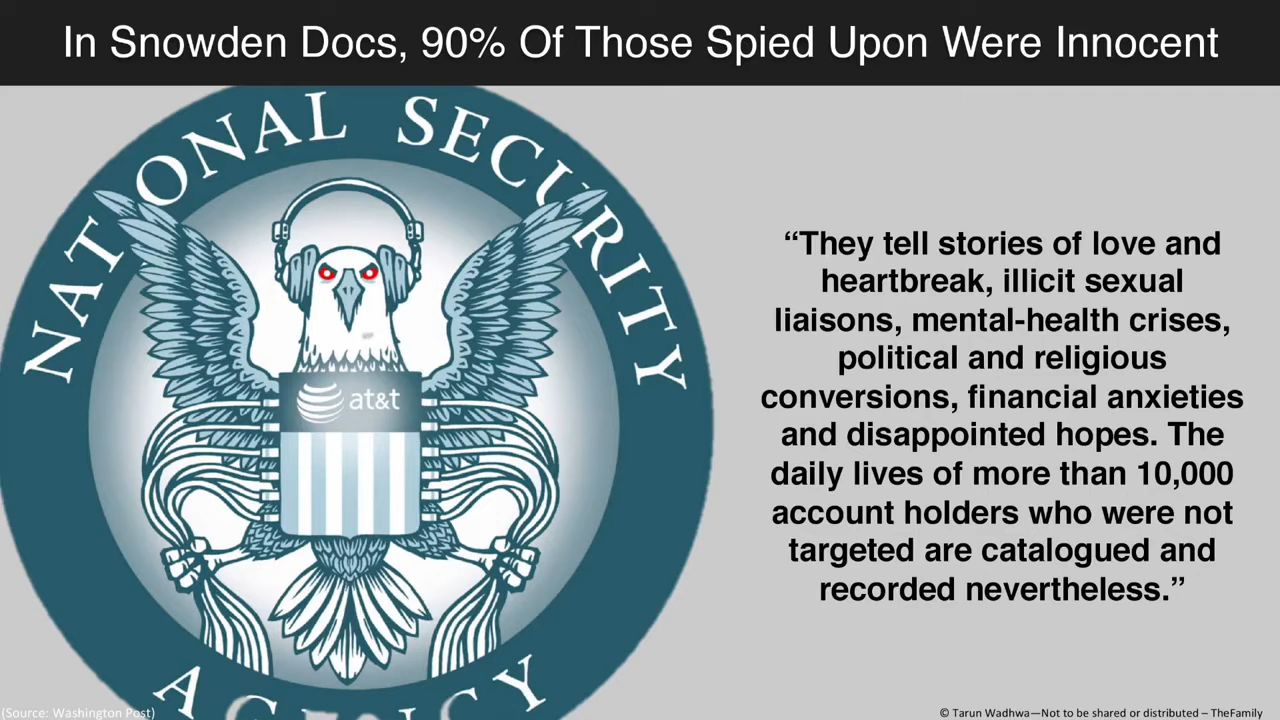 In Snowden Docs, 90% Of Those Spied Upon Were Innocent
NATIONAL SECURITY
at&t
AGENCY
“They tell stories of love and
heartbreak, illicit sexual
liaisons, mental-health crises,
political and religious
conversions, financial anxieties
and disappointed hopes. The
daily lives of more than 10,000
account holders who were not
targeted are catalogued and
recorded nevertheless.”
(Source: Washington Post)
© Tarun Wadhwa—Not to be shared or distributed – TheFamily